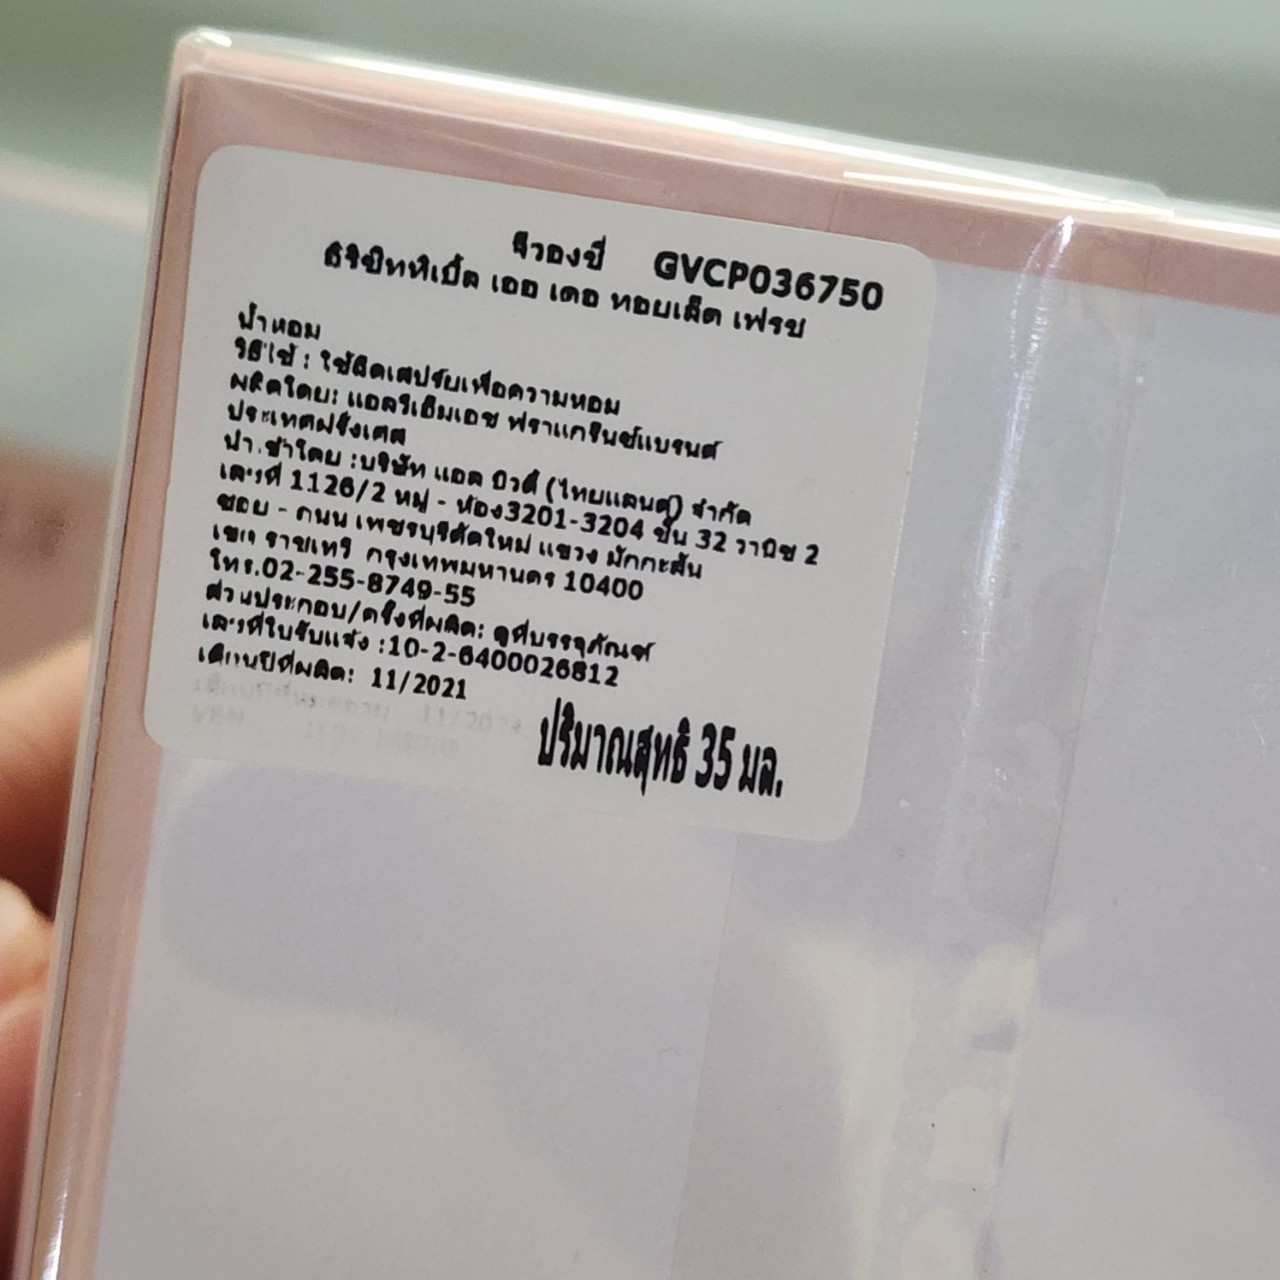 จีวองชี่ GVCP036750
อิริซิททิเบิ้ล เออ เดอ ทอยเล็ต เฟรช
น้ำหอม
วิธีใช้ : ใช้ฉีดเสปรย์เพื่อความหอม
ผลิตโดย: แอลวีเอ็มเอช ฟราแกร๊นซ์แบรนด์
ประเทศฝรั่งเศส
นำเข้าโดย :บริษัท แอล บิวตี้ (ไทยแลนด์) จำกัด
เลขที่ 1126/2 หมู่ - ห้อง3201-3204 ชั้น 32 วานิช 2
ซอย - ถนน เพชรบุรีตัดใหม่ แขวง มักกะสัน
เขต ราชเทวี กรุงเทพมหานคร 10400
โทร.02-255-8749-55
ส่วนประกอบ/ครั้งที่ผลิต: ดูที่บรรจุภัณฑ์
เลขที่ใบรับแจ้ง :10-2-6400026812
เดือนปีที่ผลิต: 11/2021
ปริมาณสุทธิ 35 มล.